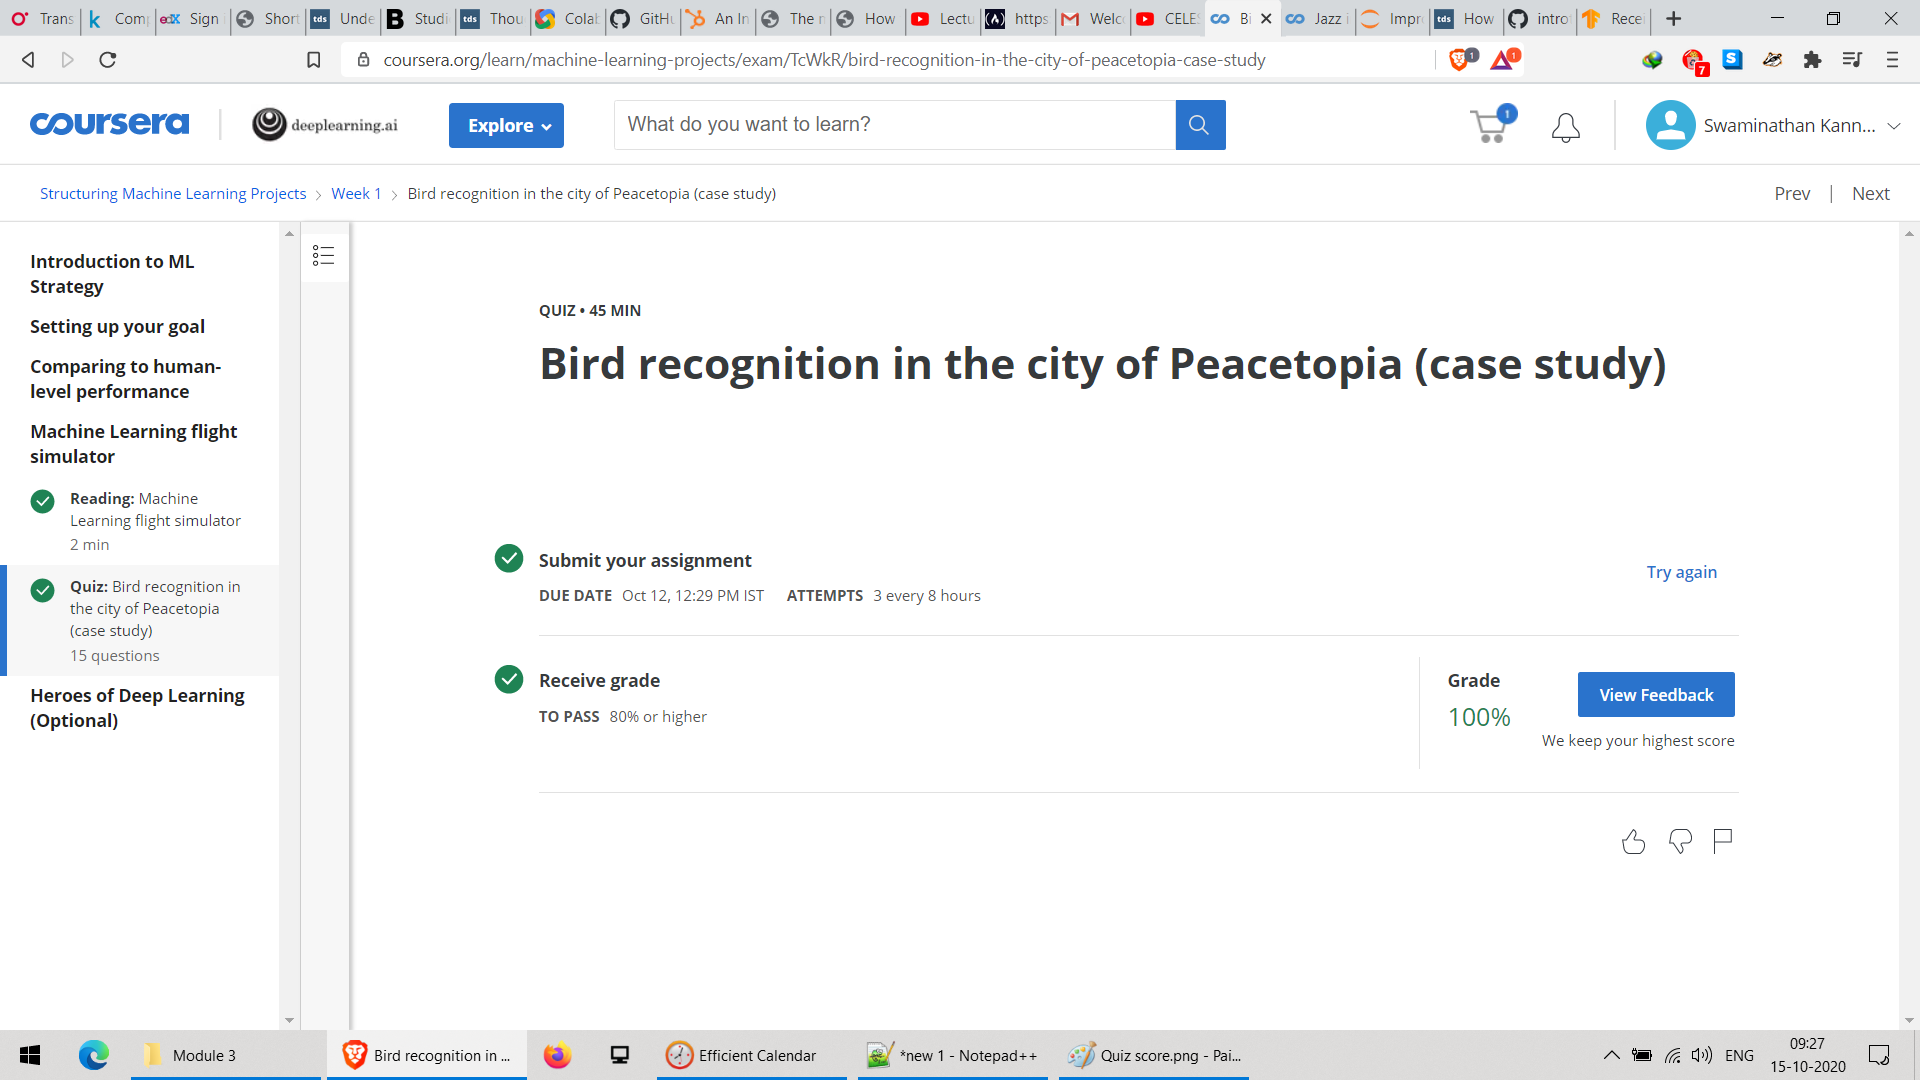 Trans
Comp
edX Sign
Short
tds Unde
B Studi
tds Thou
Colab
GitHu
An In
The n
How
Lectu
https
Welc
CELES
Bi
Jazz i
Impr
tds How
intro
Recei
coursera.org/learn/machine-learning-projects/exam/TcWkR/bird-recognition-in-the-city-of-peacetopia-case-study
1
1
7
coursera
deeplearning.ai
Explore
What do you want to learn?
1
Swaminathan Kann...
Structuring Machine Learning Projects > Week 1 > Bird recognition in the city of Peacetopia (case study)
Prev | Next
Introduction to ML
Strategy
Setting up your goal
Comparing to human-
level performance
Machine Learning flight
simulator
Reading: Machine
Learning flight simulator
2 min
Quiz: Bird recognition in
the city of Peacetopia
(case study)
15 questions
Heroes of Deep Learning
(Optional)
QUIZ • 45 MIN
Bird recognition in the city of Peacetopia (case study)
Submit your assignment
DUE DATE Oct 12, 12:29 PM IST ATTEMPTS 3 every 8 hours
Try again
Receive grade
TO PASS 80% or higher
Grade
100%
View Feedback
We keep your highest score
Module 3
Bird recognition in ...
Efficient Calendar
*new 1 - Notepad++
Quiz score.png - Pai...
ENG
09:27
15-10-2020